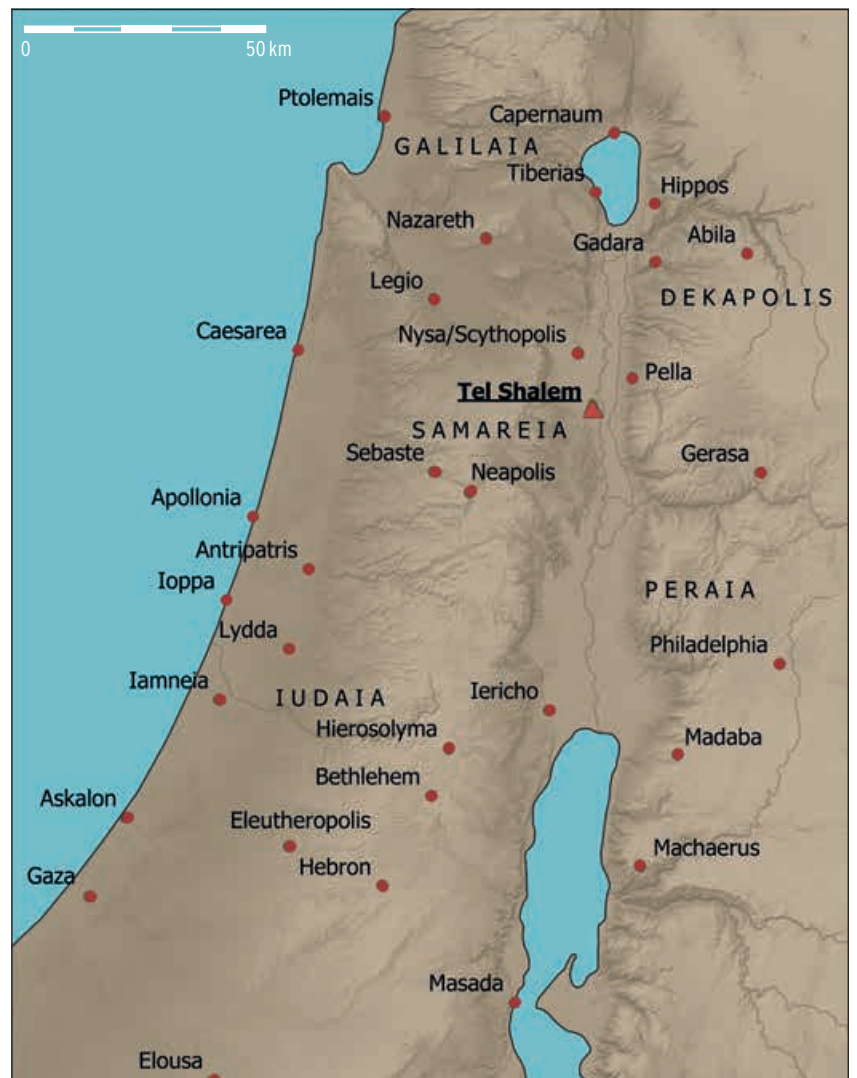 0 50 km
Ptolemais
Capernaum
GALILAIA
Tiberias
Hippos
Nazareth
Gadara
Abila
Legio
DEKAPOLIS
Caesarea
Nysa/Scythopolis
Pella
Tel Shalem
SAMAREIA
Sebaste
Neapolis
Gerasa
Apollonia
Antripatris
Ioppa
PERAIA
Lydda
Philadelphia
Iamneia
IUDAIA
Iericho
Hierosolyma
Madaba
Bethlehem
Askalon
Eleutheropolis
Machaerus
Hebron
Gaza
Masada
Elousa